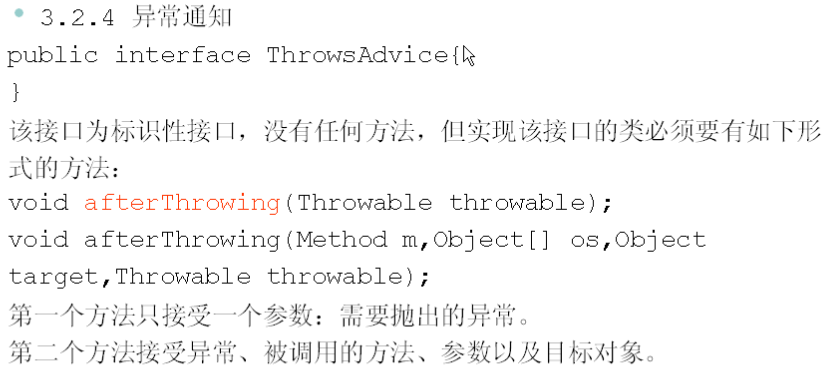 • 3.2.4 异常通知
public interface ThrowsAdvice{
}
该接口为标识性接口，没有任何方法，但实现该接口的类必须要有如下形
式的方法：
void afterThrowing(Throwable throwable);
void afterThrowing(Method m,Object[] os,Object
target,Throwable throwable);
第一个方法只接受一个参数：需要抛出的异常。
第二个方法接受异常、被调用的方法、参数以及目标对象。